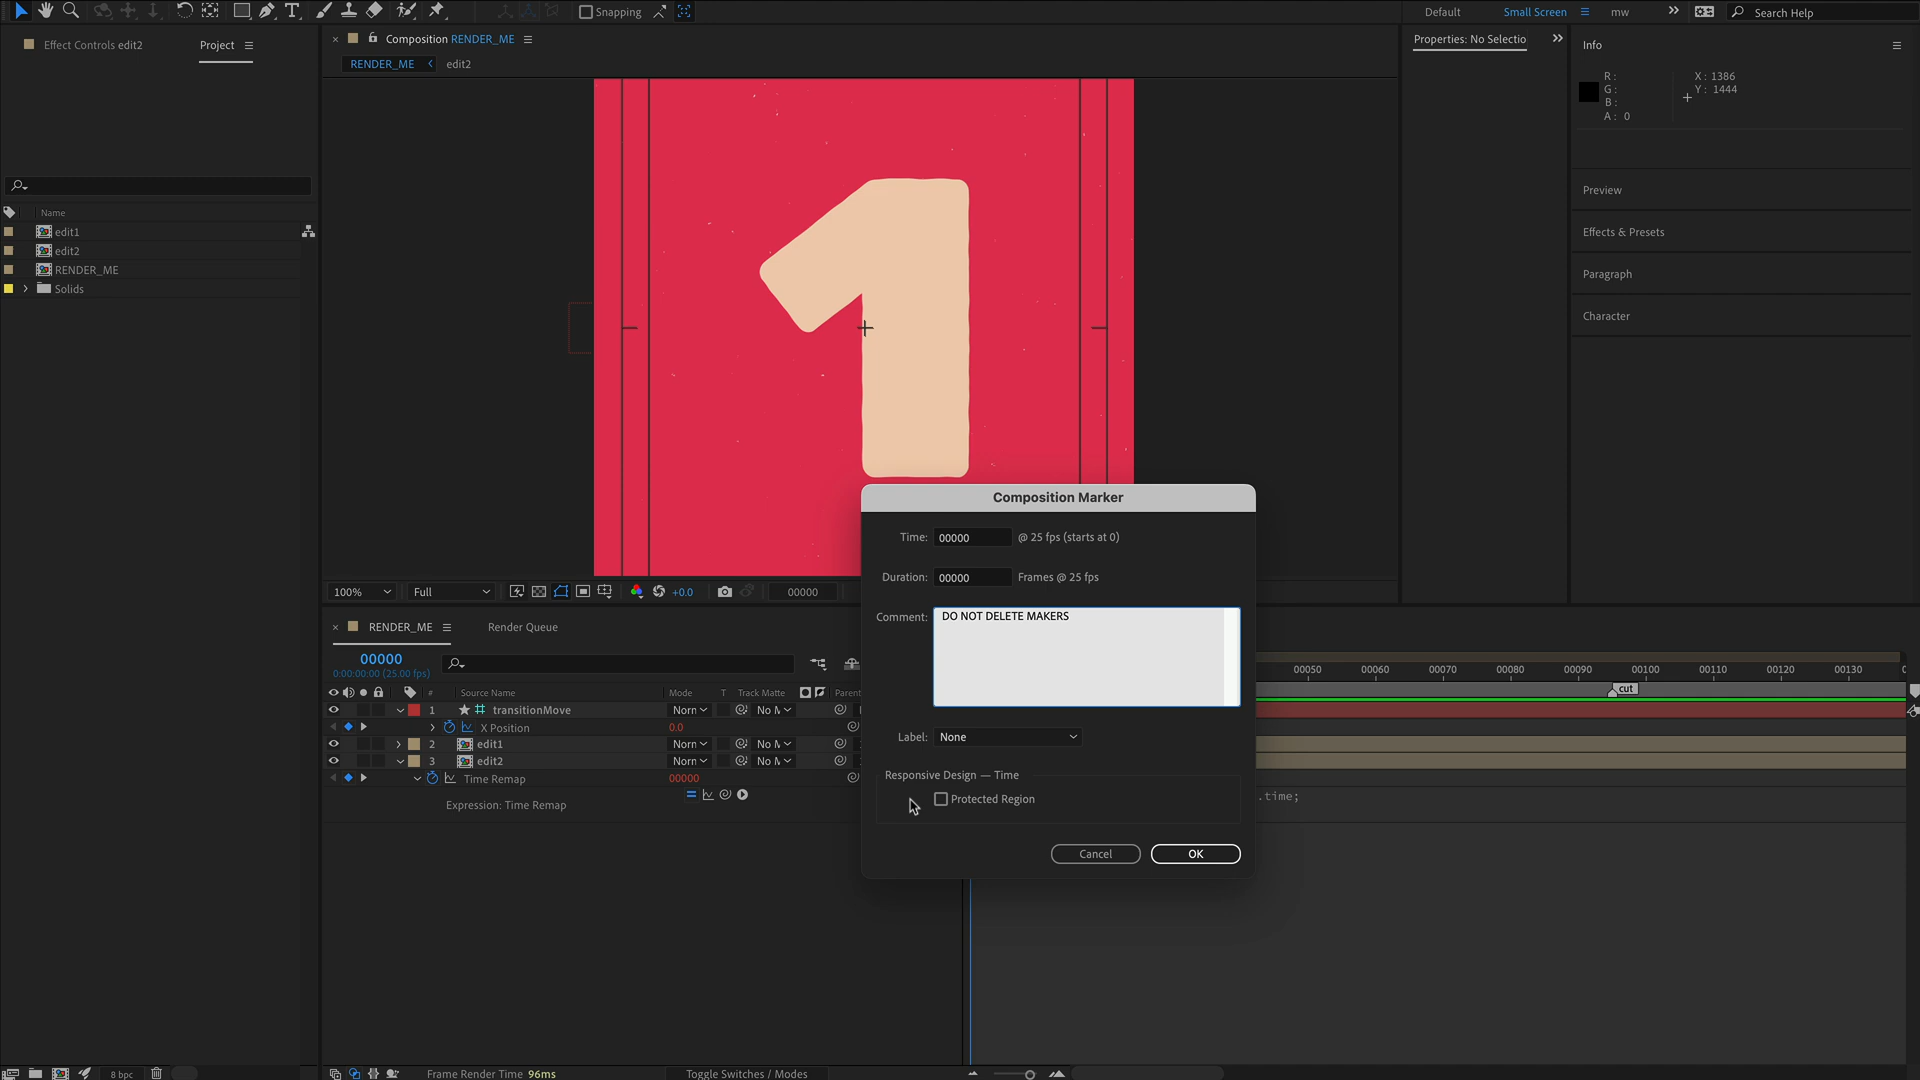 Snapping
Default
Small Screen
mw
Search Help
Effect Controls edit2
Project
Composition RENDER_ME
RENDER_ME
edit2
Properties: No Selectio
Info
R:
G:
B:
A: 0
X: 1386
Y: 1444
Preview
Effects & Presets
Paragraph
Character
Name
edit1
edit2
RENDER_ME
Solids
1
Composition Marker
Time: 00000 @ 25 fps (starts at 0)
Duration: 00000 Frames @ 25 fps
Comment: DO NOT DELETE MAKERS
Label: None
Responsive Design — Time
Protected Region
Cancel
OK
100%
Full
+0.0
00000
RENDER_ME
Render Queue
00000
0:00:00:00 (25.00 fps)
# Source Name Mode T Track Matte Parent
1 transitionMove Norn No M
X Position 0.0
2 edit1 Norn No M
3 edit2 Norn No M
Time Remap 00000
Expression: Time Remap
.time;
00050 00060 00070 00080 00090 00100 00110 00120 00130
cut
8 bpc
Frame Render Time 96ms
Toggle Switches / Modes